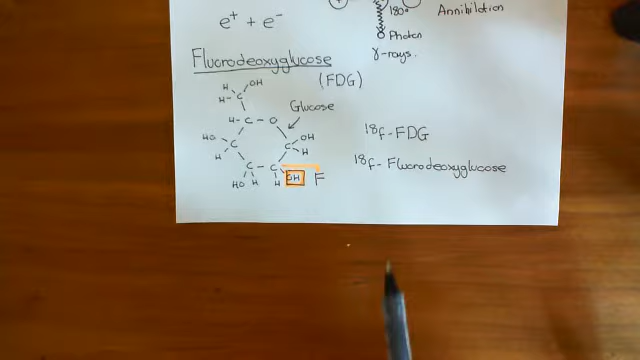 e⁺ + e⁻
180°
Annihilation
Photon
γ-rays.
Fluorodeoxyglucose
(FDG)
Glucose
H OH
H- C
H - C - O
HO C C OH
H H
C - C
HO H H OH F
¹⁸f-FDG
¹⁸f- Fluorodeoxyglucose